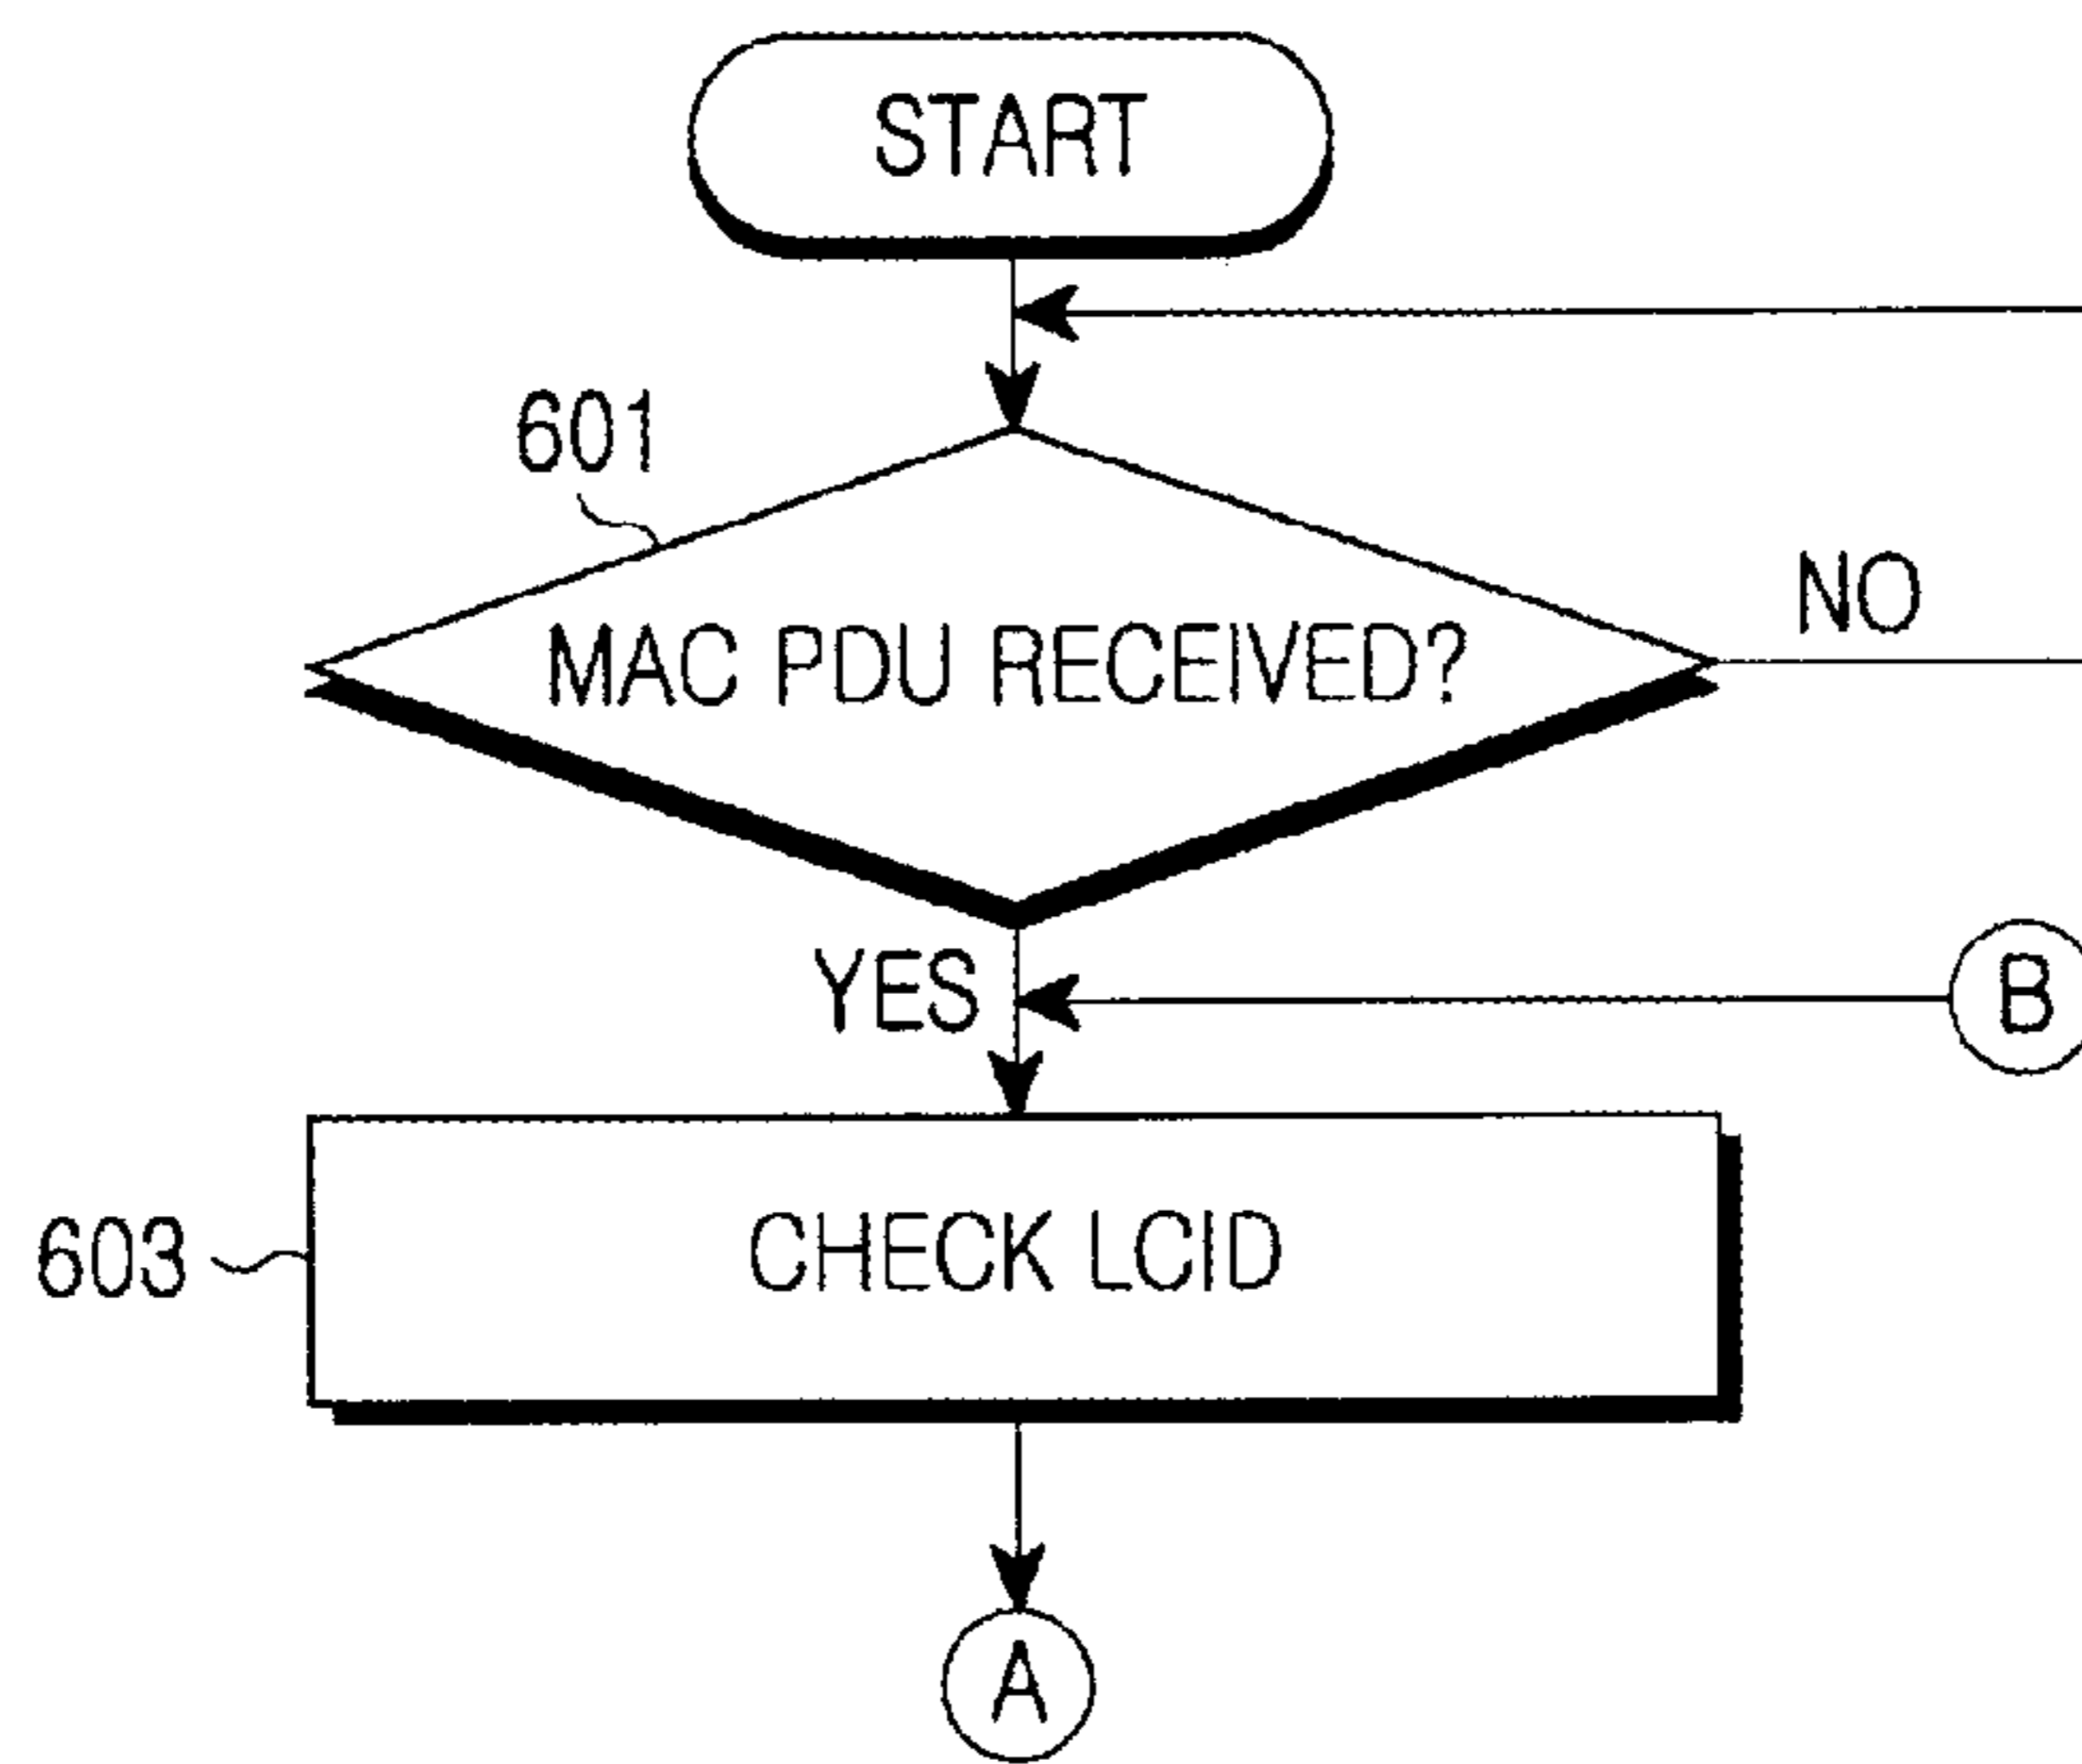 START
601
NO
MAC PDU RECEIVED?
YES
B
603
CHECK LCID
A